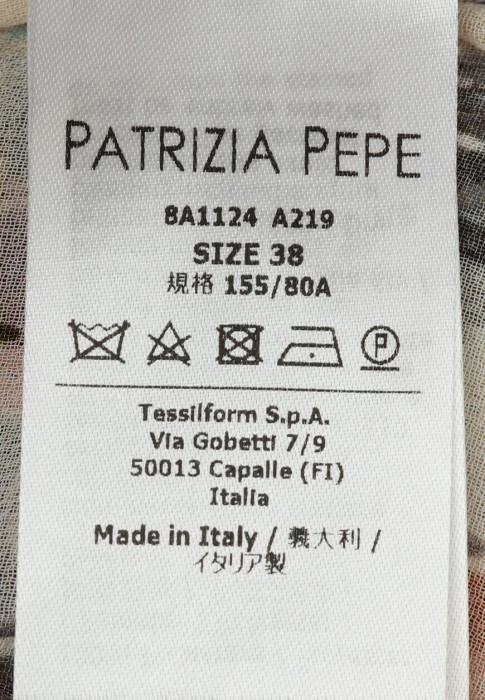 PATRIZIA PEPE
8A1124 A219
SIZE 38
規格 155/80A
P
Tessilform S.p.A.
Via Gobetti 7/9
50013 Capalle (FI)
Italia
Made in Italy / 義大利 /
イタリア製